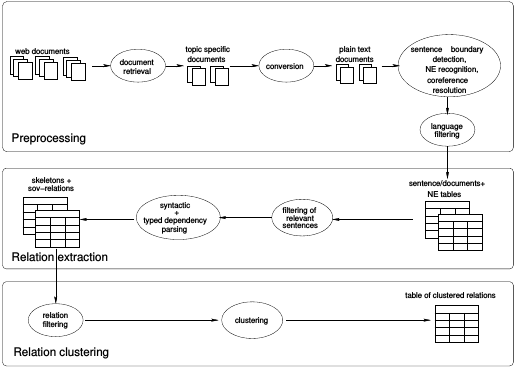 web documents
document
retrieval
topic specific
documents
conversion
plain text
documents
sentence boundary
detection,
NE recognition,
coreference
resolution
language
filtering
Preprocessing
sentence/documents+
NE tables
filtering of
relevant
sentences
syntactic
+
typed dependency
parsing
skeletons +
sov-relations
Relation extraction
relation
filtering
clustering
table of clustered relations
Relation clustering